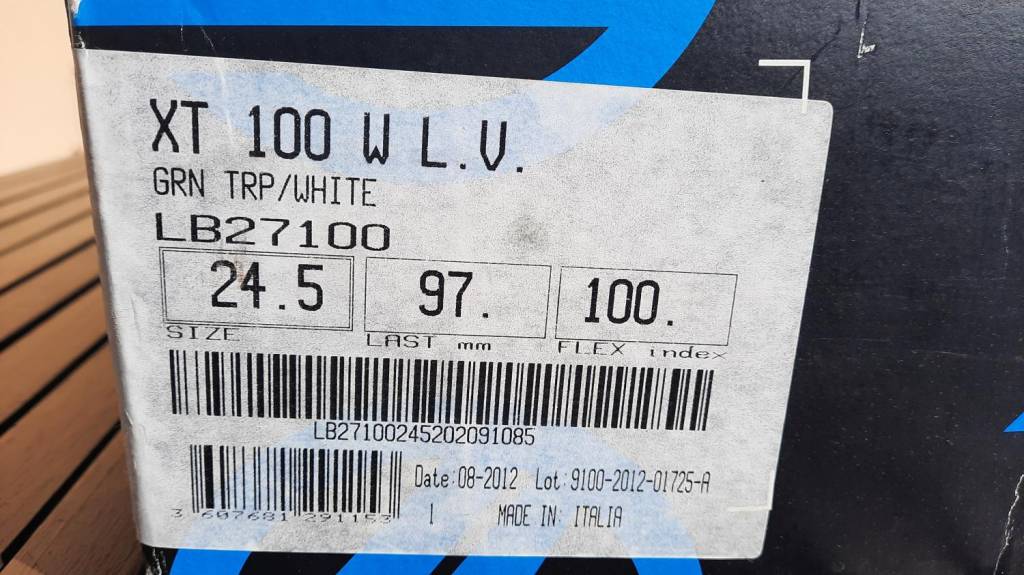 XT 100 W L.V.
GRN TRP/WHITE
LB27100
24.5 97. 100.
SIZE LAST mm FLEX index
LB27100245202091085
Date:08-2012 Lot:9100-2012-01725-A
3 607681 291153 1 MADE IN: ITALIA